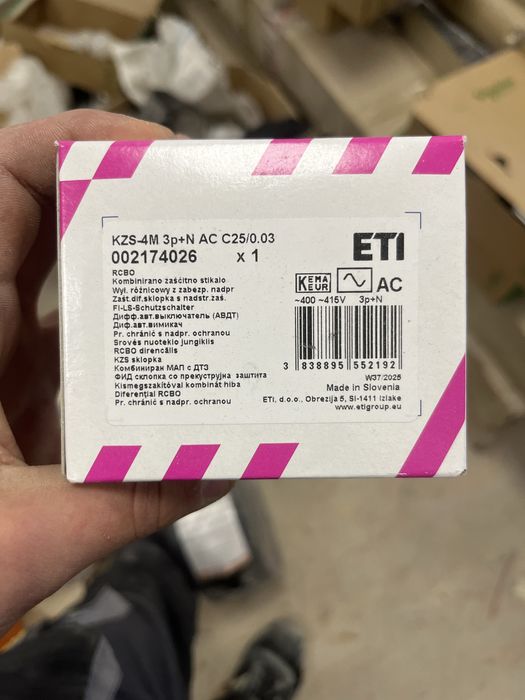 KZS-4M 3p+N AC C25/0.03
002174026 x 1
ETI
RCBO
Kombinirano zaščitno stikalo
Wył. różnicowy z zabezp. nadpr
Zašt.dif.sklopka s nadstr.zaš.
FI-LS-Schutzschalter
Дифф.авт.выключатель (АВДТ)
Диф.авт.вимикач
Pr. chránič s nadpr. ochranou
Srovės nuotekio jungiklis
RCBO direncális
KZS sklopka
Комбиниран МАП с ДТЗ
ФИД склопка со прекуструјна заштита
Kismegszakítóval kombinát hiba
Diferential RCBO
Pr. chránič s nadpr. ochranou
KEMA
KEUR
AC
~400 ~415V 3p+N
3 838895 552192
W37/2025
Made in Slovenia
ETI, d.o.o., Obrezija 5, SI-1411 Izlake
www.etigroup.eu